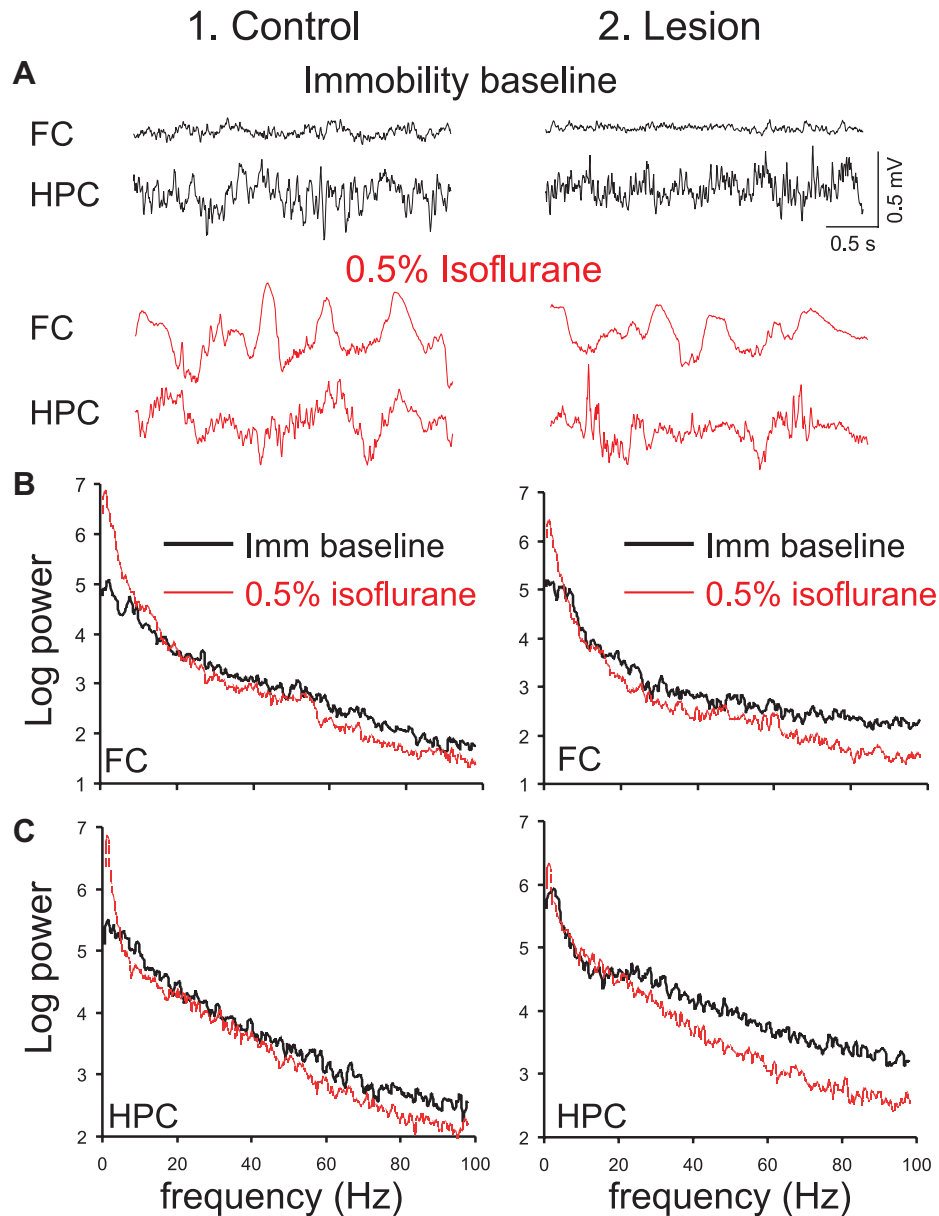 1. Control 2. Lesion
A
Immobility baseline
FC
HPC
0.5 mV
0.5 s
0.5% Isoflurane
FC
HPC
B
7
6
5
4
3
2
1
Log power
Imm baseline
0.5% isoflurane
FC
7
6
5
4
3
2
1
Imm baseline
0.5% isoflurane
FC
C
7
6
5
4
3
2
Log power
HPC
0 20 40 60 80 100
frequency (Hz)
7
6
5
4
3
2
HPC
0 20 40 60 80 100
frequency (Hz)